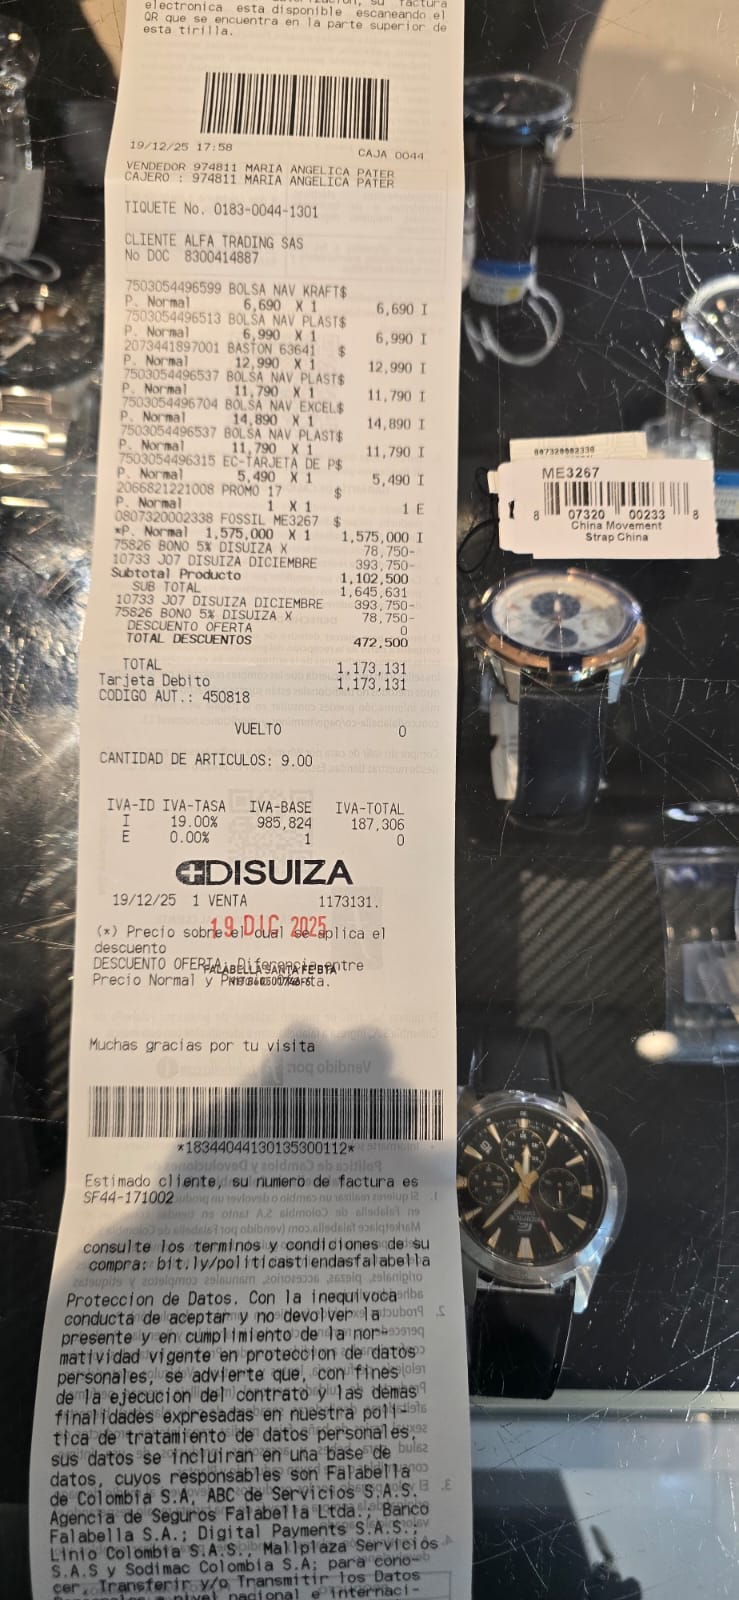 electronica esta disponible escaneando el
QR que se encuentra en la parte superior de
esta tirilla.
19/12/25 17:58 CAJA 0044
VENDEDOR 974811 MARIA ANGELICA PATER
CAJERO : 974811 MARIA ANGELICA PATER
TIQUETE No. 0183-0044-1301
CLIENTE ALFA TRADING SAS
No DOC 8300414887
7503054496599 BOLSA NAV KRAFT$
P. Normal 6,690 X 1 6,690 I
7503054496513 BOLSA NAV PLAST$
P. Normal 6,990 X 1 6,990 I
2073441897001 BASTON 63641 $
P. Normal 12,990 X 1 12,990 I
7503054496537 BOLSA NAV PLAST$
P. Normal 11,790 X 1 11,790 I
7503054496704 BOLSA NAV EXCEL$
P. Normal 14,890 X 1 14,890 I
7503054496537 BOLSA NAV PLAST$
P. Normal 11,790 X 1 11,790 I
7503054496315 EC-TARJETA DE P$
P. Normal 5,490 X 1 5,490 I
2066821221008 PROMO 17 $
P. Normal 1 X 1 1 E
0807320002338 FOSSIL ME3267 $
*P. Normal 1,575,000 X 1 1,575,000 I
75826 BONO 5% DISUIZA X 78,750-
10733 J07 DISUIZA DICIEMBRE 393,750-
Subtotal Producto 1,102,500
SUB TOTAL 1,645,631
10733 J07 DISUIZA DICIEMBRE 393,750-
75826 BONO 5% DISUIZA X 78,750-
DESCUENTO OFERTA 0
TOTAL DESCUENTOS 472,500
TOTAL 1,173,131
Tarjeta Debito 1,173,131
CODIGO AUT.: 450818
VUELTO 0
CANTIDAD DE ARTICULOS: 9.00
IVA-ID IVA-TASA IVA-BASE IVA-TOTAL
I 19.00% 985,824 187,306
E 0.00% 1 0
DISUIZA
19/12/25 1 VENTA 1173131.
19 DIC 2025
(*) Precio sobre el cual se aplica el
descuento
DESCUENTO OFERTA: Diferencia entre
FALABELLA SANTA FE BTA
Precio Normal y
Muchas gracias por tu visita
*18344044130135300112*
Estimado cliente, su numero de factura es
SF44-171002
consulte los terminos y condiciones de su
compra: bit.ly/politicastiendasfalabella
Proteccion de Datos. Con la inequivoca
conducta de aceptar y no devolver la
presente y en cumplimiento de la nor-
matividad vigente en proteccion de datos
personales, se advierte que, con fines
de la ejecucion del contrato y las demas
finalidades expresadas en nuestra poli-
tica de tratamiento de datos personales,
sus datos se incluiran en una base de
datos, cuyos responsables son Falabella
de Colombia S.A, ABC de Servicios S.A.S.
Agencia de Seguros Falabella Ltda.; Banco
Falabella S.A.; Digital Payments S.A.S.;
Linio Colombia S.A.S., Mallplaza Servicios
S.A.S y Sodimac Colombia S.A; para cono-
cer, Transferir y/o Transmitir los Datos
Personales a nivel nacional e internaci-
807320002338
ME3267
8 07320 00233 8
China Movement
Strap China
EDIFICE
CASIO